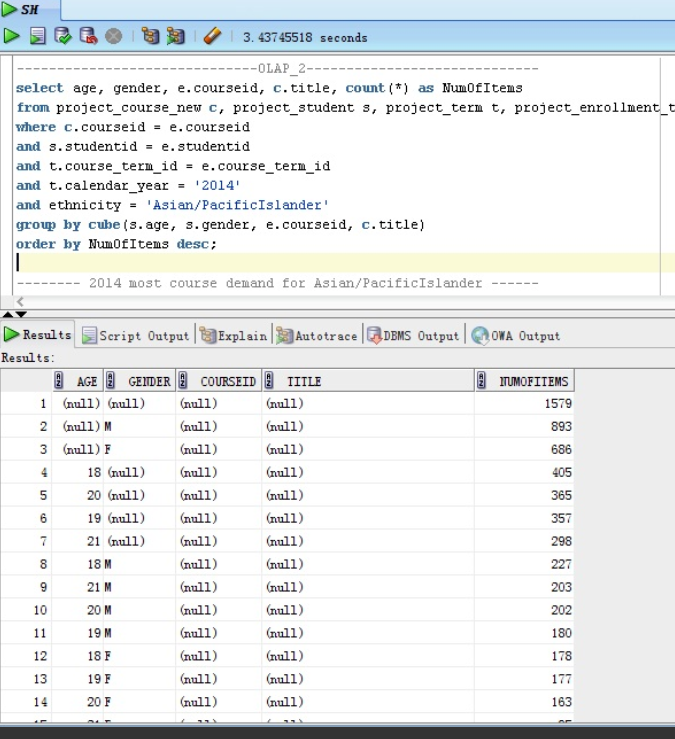 SH
3.43745518 seconds
------------------------------OLAP_2-----------------------------
select age, gender, e.courseid, c.title, count(*) as NumOfItems
from project_course_new c, project_student s, project_term t, project_enrollment_t
where c.courseid = e.courseid
and s.studentid = e.studentid
and t.course_term_id = e.course_term_id
and t.calendar_year = '2014'
and ethnicity = 'Asian/PacificIslander'
group by cube(s.age, s.gender, e.courseid, c.title)
order by NumOfItems desc;
-------- 2014 most course demand for Asian/PacificIslander ------
Results Script Output Explain Autotrace DBMS Output OWA Output
Results:
AGE GENDER COURSEID TITLE NUMOFITEMS
1 (null) (null) (null) (null) 1579
2 (null) M (null) (null) 893
3 (null) F (null) (null) 686
4 18 (null) (null) (null) 405
5 20 (null) (null) (null) 365
6 19 (null) (null) (null) 357
7 21 (null) (null) (null) 298
8 18 M (null) (null) 227
9 21 M (null) (null) 203
10 20 M (null) (null) 202
11 19 M (null) (null) 180
12 18 F (null) (null) 178
13 19 F (null) (null) 177
14 20 F (null) (null) 163